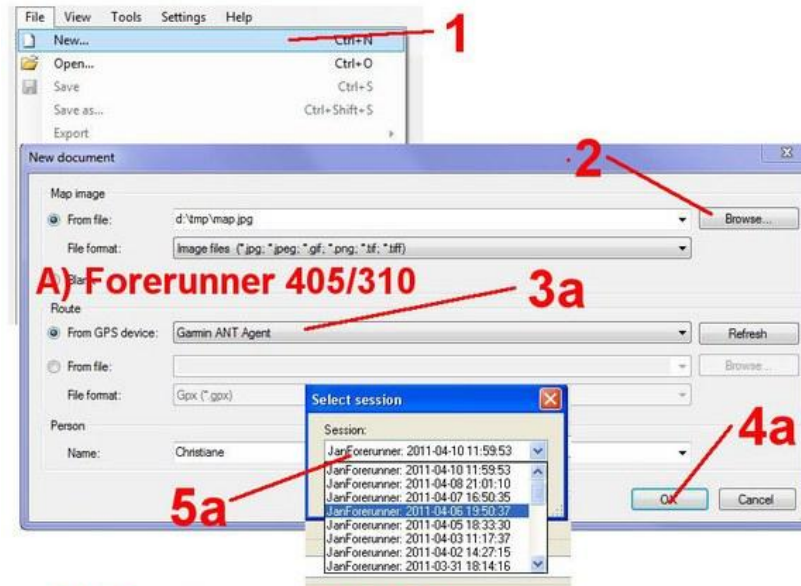 File View Tools Settings Help
New... Ctrl+N
1
Open... Ctrl+O
Save Ctrl+S
Save as... Ctrl+Shift+S
Export
New document
2
Map image
From file: d:\tmp\map.jpg Browse...
File format: Image files (*.jpg; *.jpeg; *.gif; *.png; *.tif; *.tiff)
Blank
A) Forerunner 405/310
3a
Route
From GPS device: Garmin ANT Agent Refresh
From file: Browse...
File format: Gpx (*.gpx)
Select session
Person
Session:
Name: Christiane
JanForerunner: 2011-04-10 11:59:53
4a
JanForerunner: 2011-04-10 11:59:53
JanForerunner: 2011-04-08 21:01:10
JanForerunner: 2011-04-07 16:50:35
5a
JanForerunner: 2011-04-06 19:50:37
OK Cancel
JanForerunner: 2011-04-05 18:33:30
JanForerunner: 2011-04-03 11:17:37
JanForerunner: 2011-04-02 14:27:15
JanForerunner: 2011-03-31 18:14:16